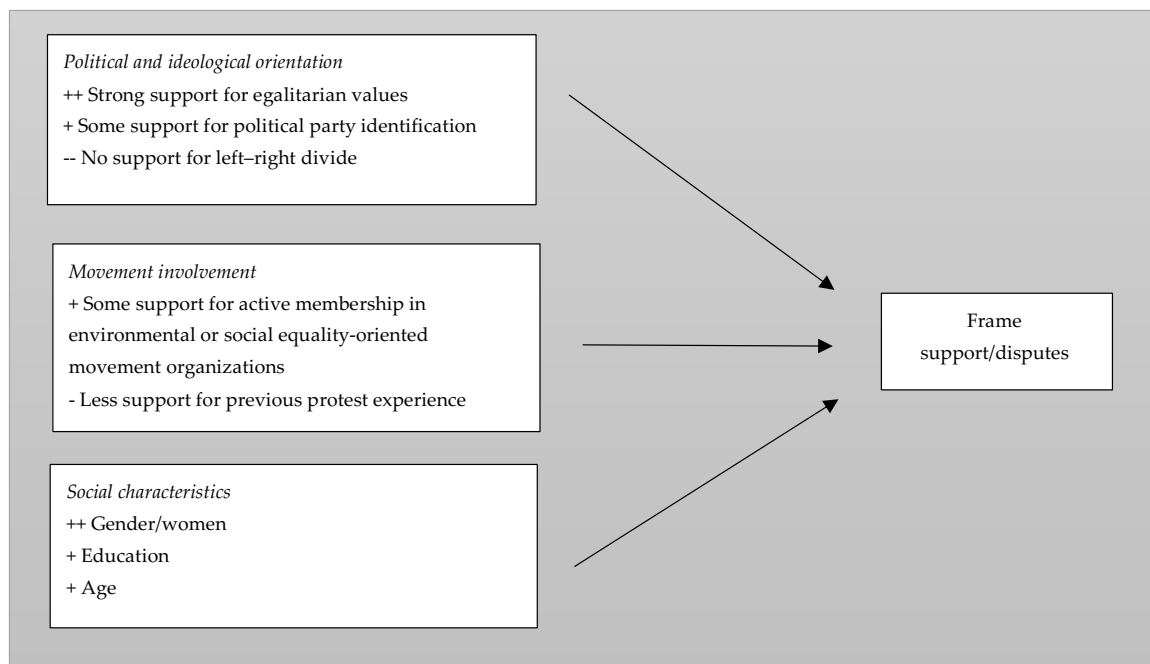 Political and ideological orientation
++ Strong support for egalitarian values
+ Some support for political party identification
-- No support for left–right divide
Movement involvement
+ Some support for active membership in
environmental or social equality-oriented
movement organizations
- Less support for previous protest experience
Social characteristics
++ Gender/women
+ Education
+ Age
Frame
support/disputes